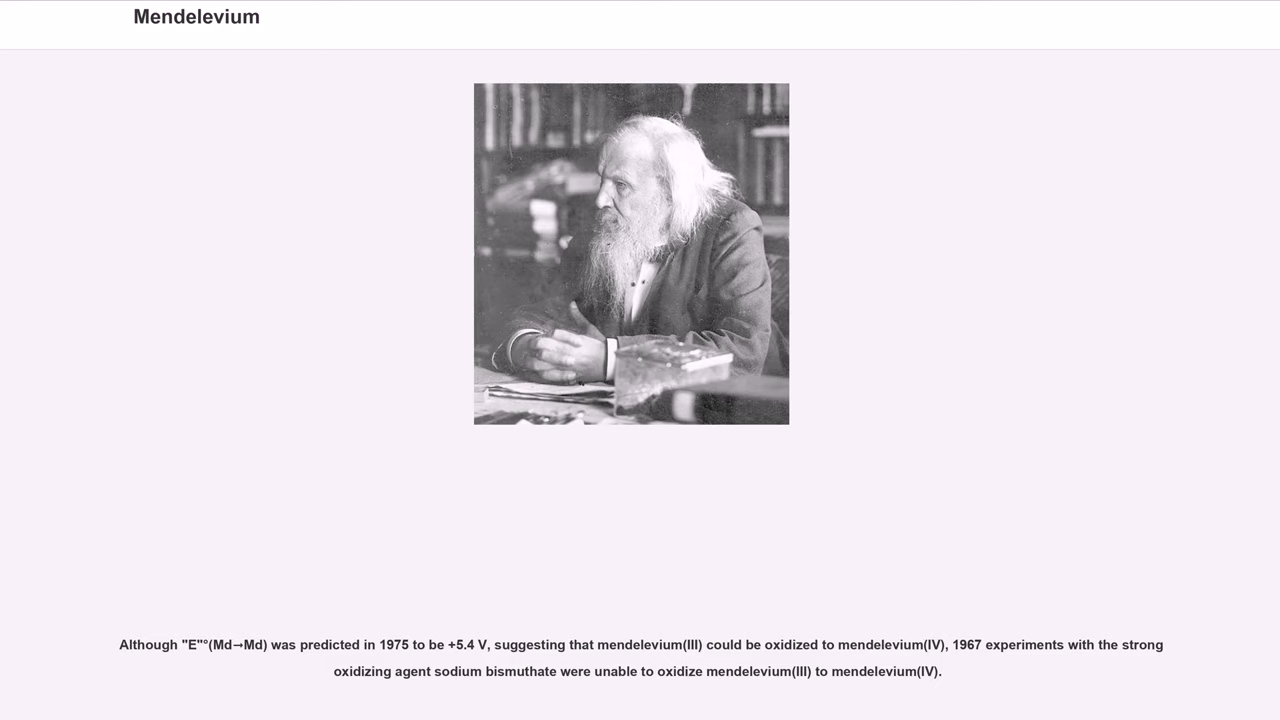 Mendelevium
Although "E"°(Md→Md) was predicted in 1975 to be +5.4 V, suggesting that mendelevium(III) could be oxidized to mendelevium(IV), 1967 experiments with the strong
oxidizing agent sodium bismuthate were unable to oxidize mendelevium(III) to mendelevium(IV).